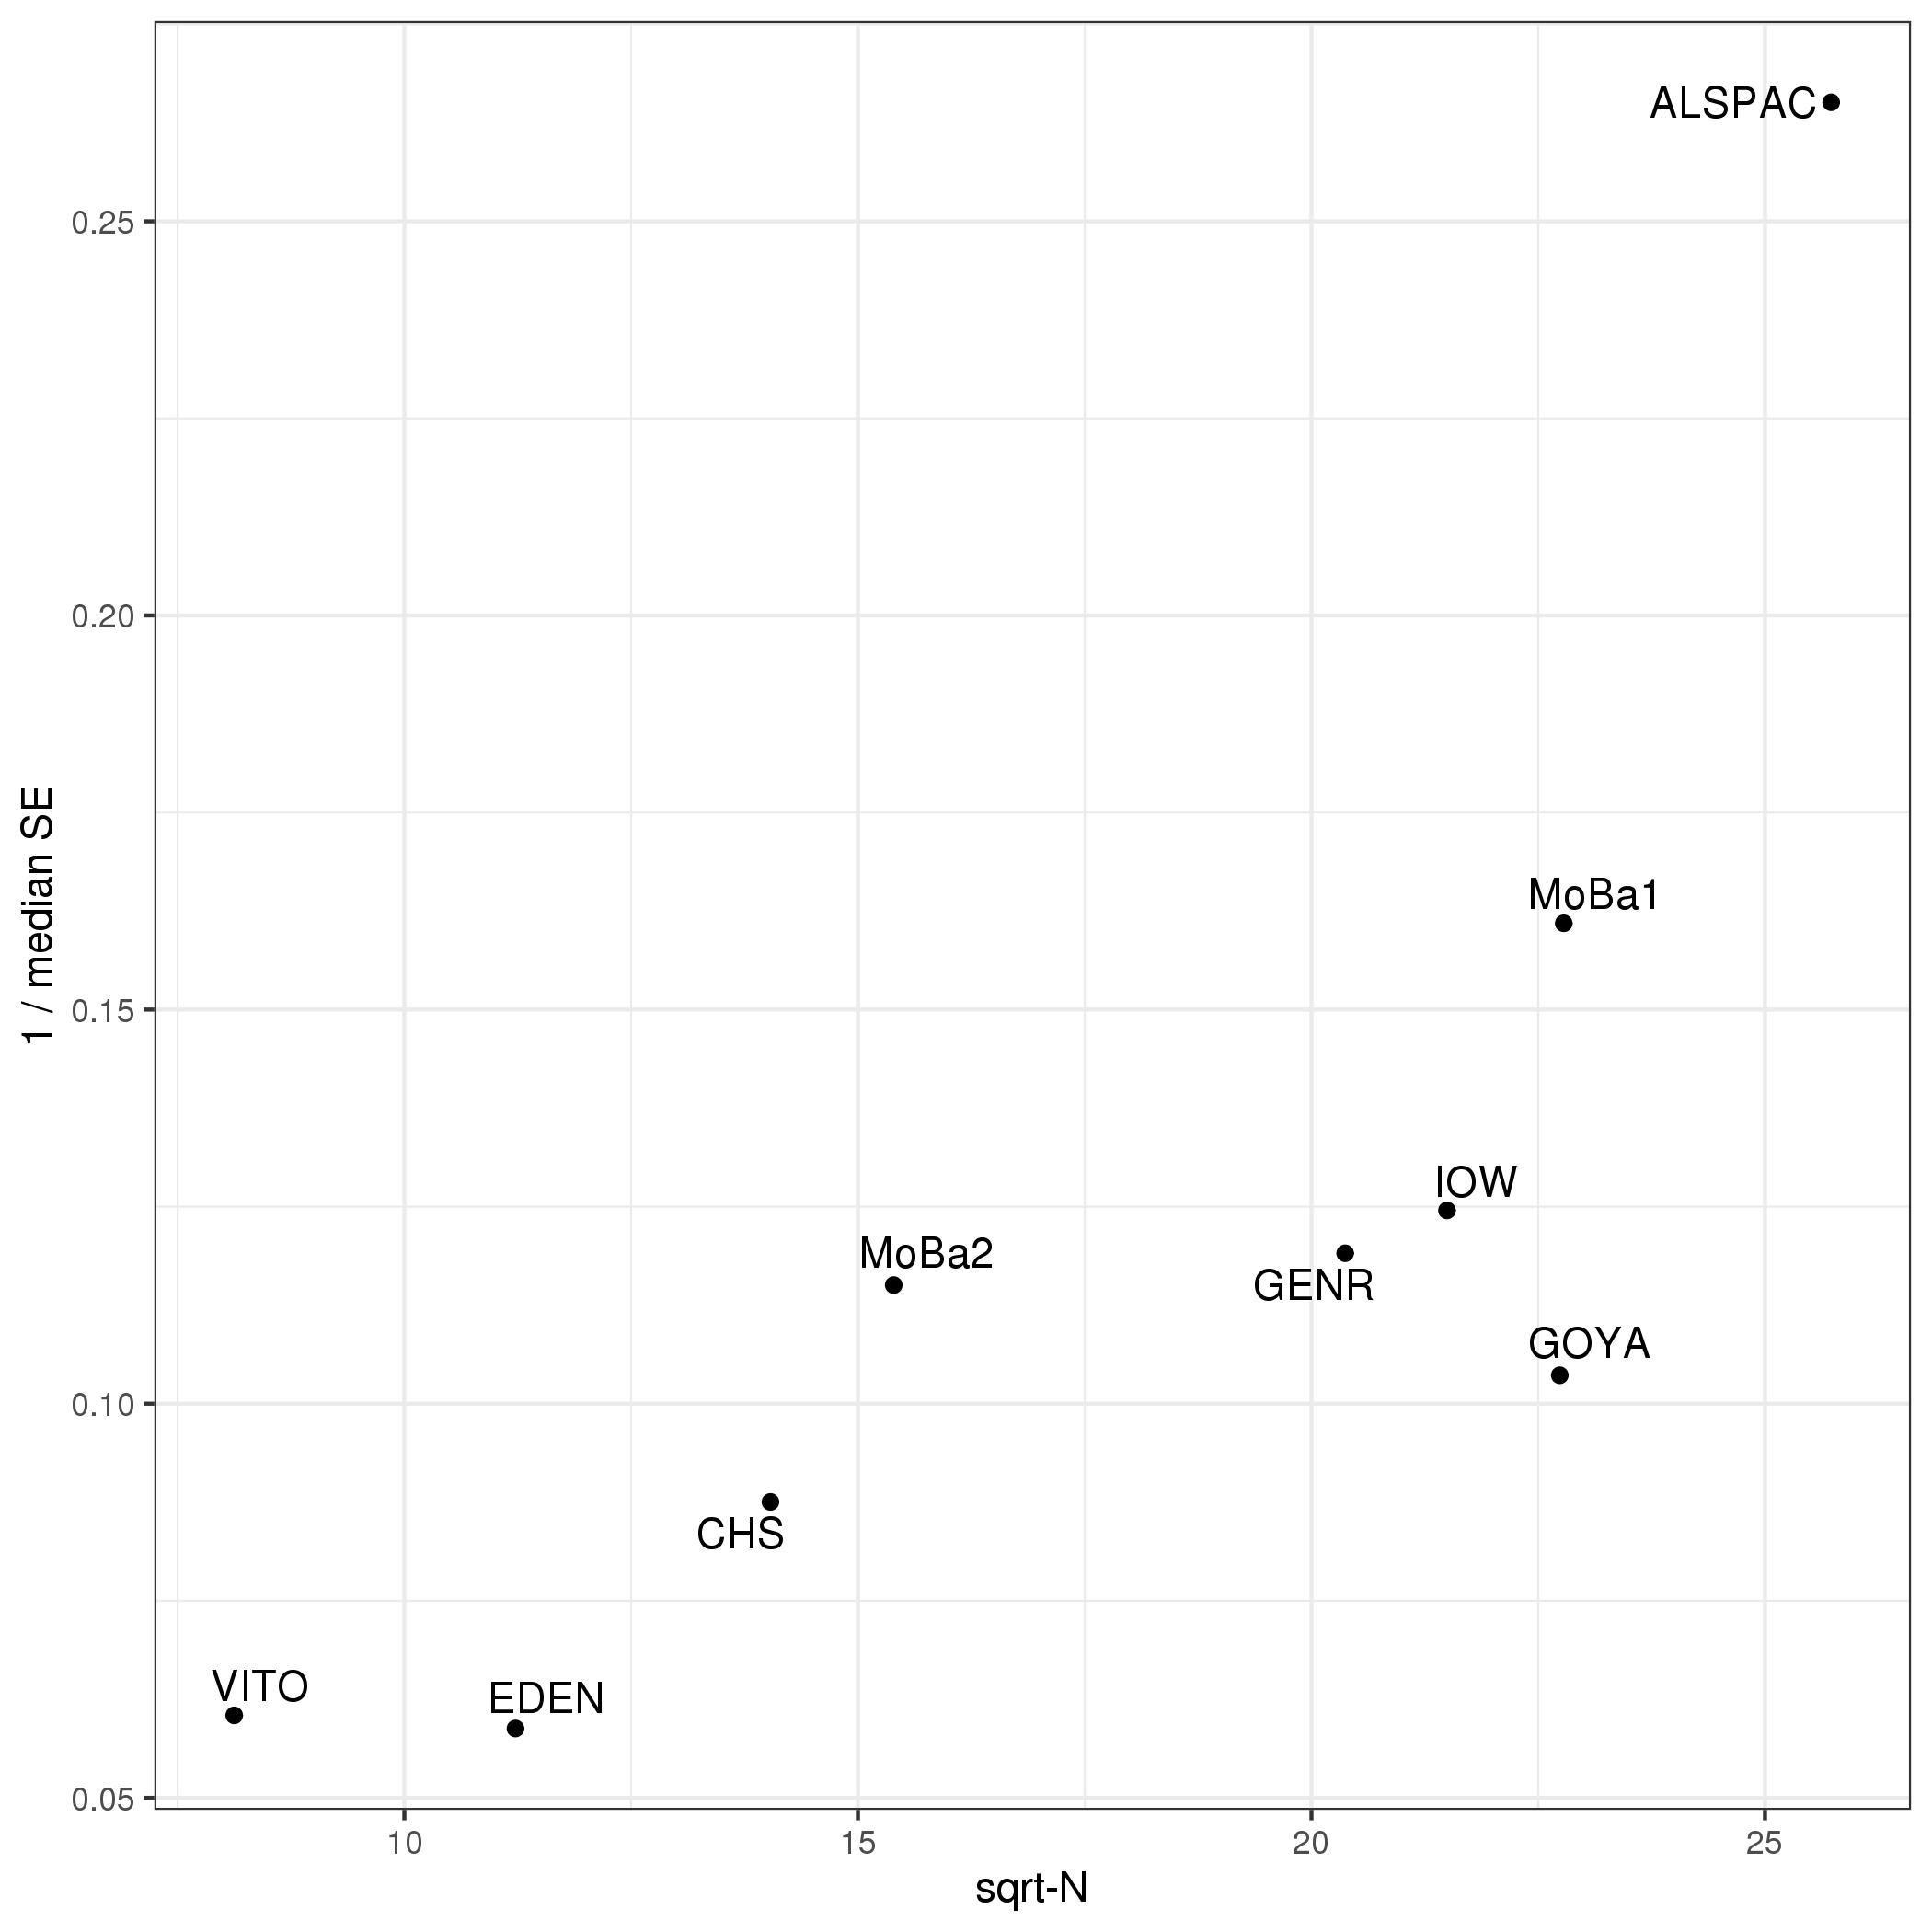 ALSPAC
0.25
0.20
MoBa1
0.15
IOW
MoBa2
GENR
GOYA
0.10
CHS
VITO
EDEN
0.05
1 / median SE
10 15 20 25
sqrt-N